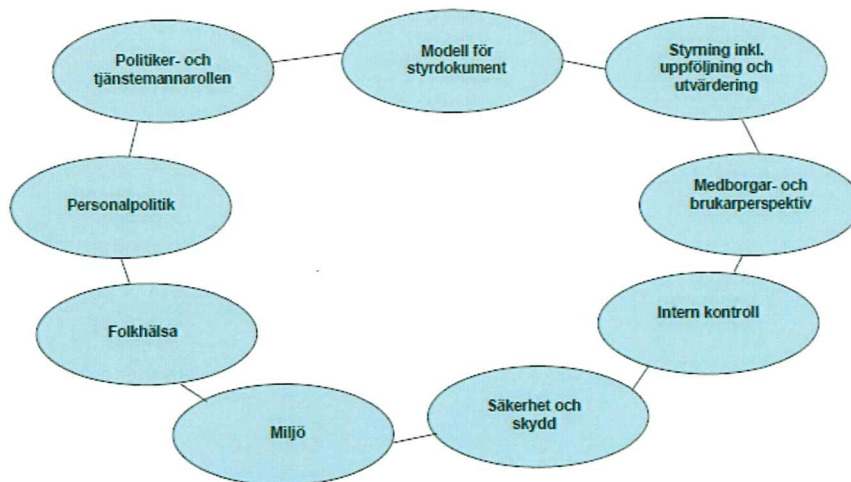 Politiker- och
tjänstemannarollen
Modell för
styrdokument
Styrning inkl.
uppföljning och
utvärdering
Personalpolitik
Medborgar- och
brukarperspektiv
Folkhälsa
Intern kontroll
Miljö
Säkerhet och
skydd